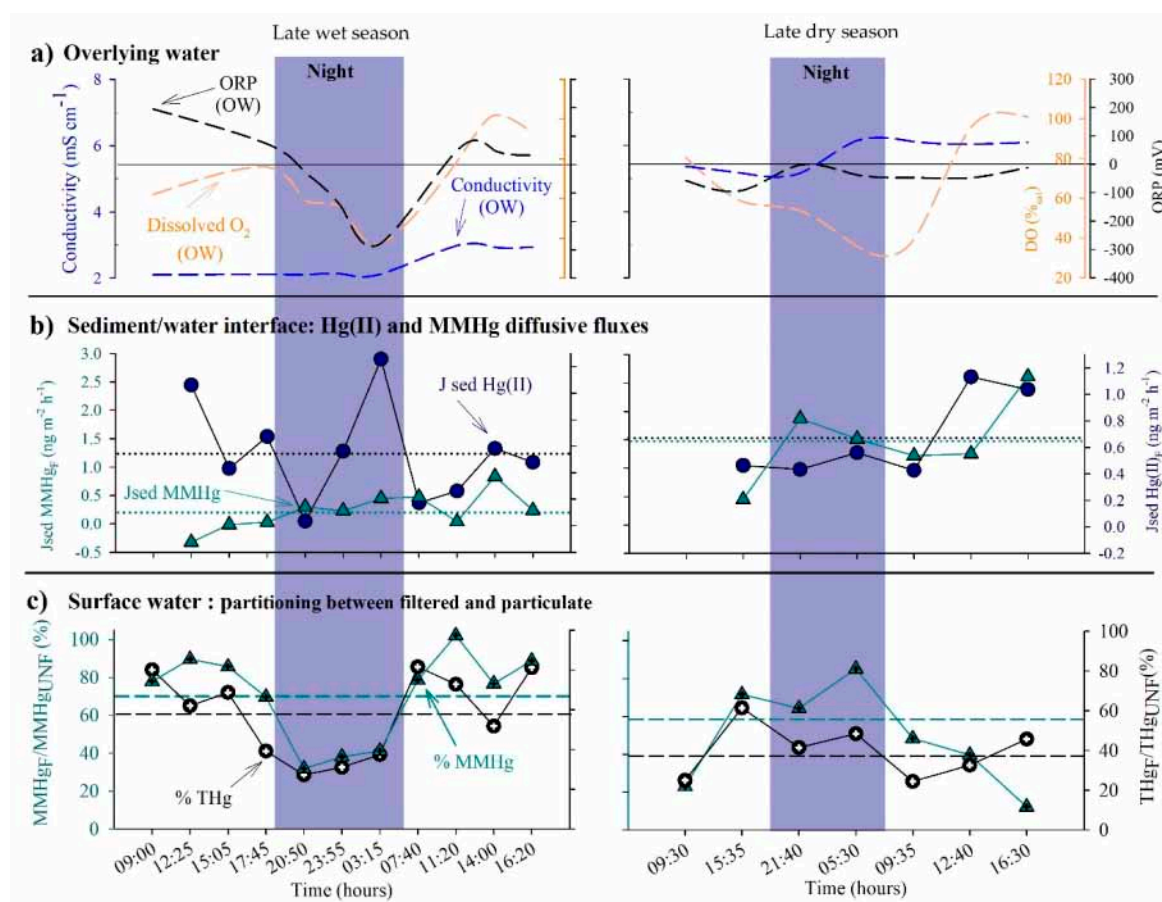 Late wet season
Late dry season
a) Overlying water
Night
Night
8
6
4
2
Conductivity (mS cm⁻¹)
ORP
(OW)
Dissolved O₂
(OW)
Conductivity
(OW)
120
100
80
60
40
20
DO (%sat)
300
200
100
0
-100
-200
-300
-400
ORP (mV)
b) Sediment/water interface: Hg(II) and MMHg diffusive fluxes
3.0
2.5
2.0
1.5
1.0
0.5
0.0
-0.5
Jsed MMHgF (ng m⁻² h⁻¹)
J sed Hg(II)
Jsed MMHg
1.2
1.0
0.8
0.6
0.4
0.2
0.0
-0.2
Jsed Hg(II)F (ng m⁻² h⁻¹)
c) Surface water : partitioning between filtered and particulate
100
80
60
40
20
0
MMHgF/MMHgUNF (%)
% THg
% MMHg
100
80
60
40
20
0
THgF/THgUNF(%)
09:00 12:25 15:05 17:45 20:50 23:55 03:15 07:40 11:20 14:00 16:20
09:30 15:35 21:40 05:30 09:35 12:40 16:30
Time (hours)
Time (hours)